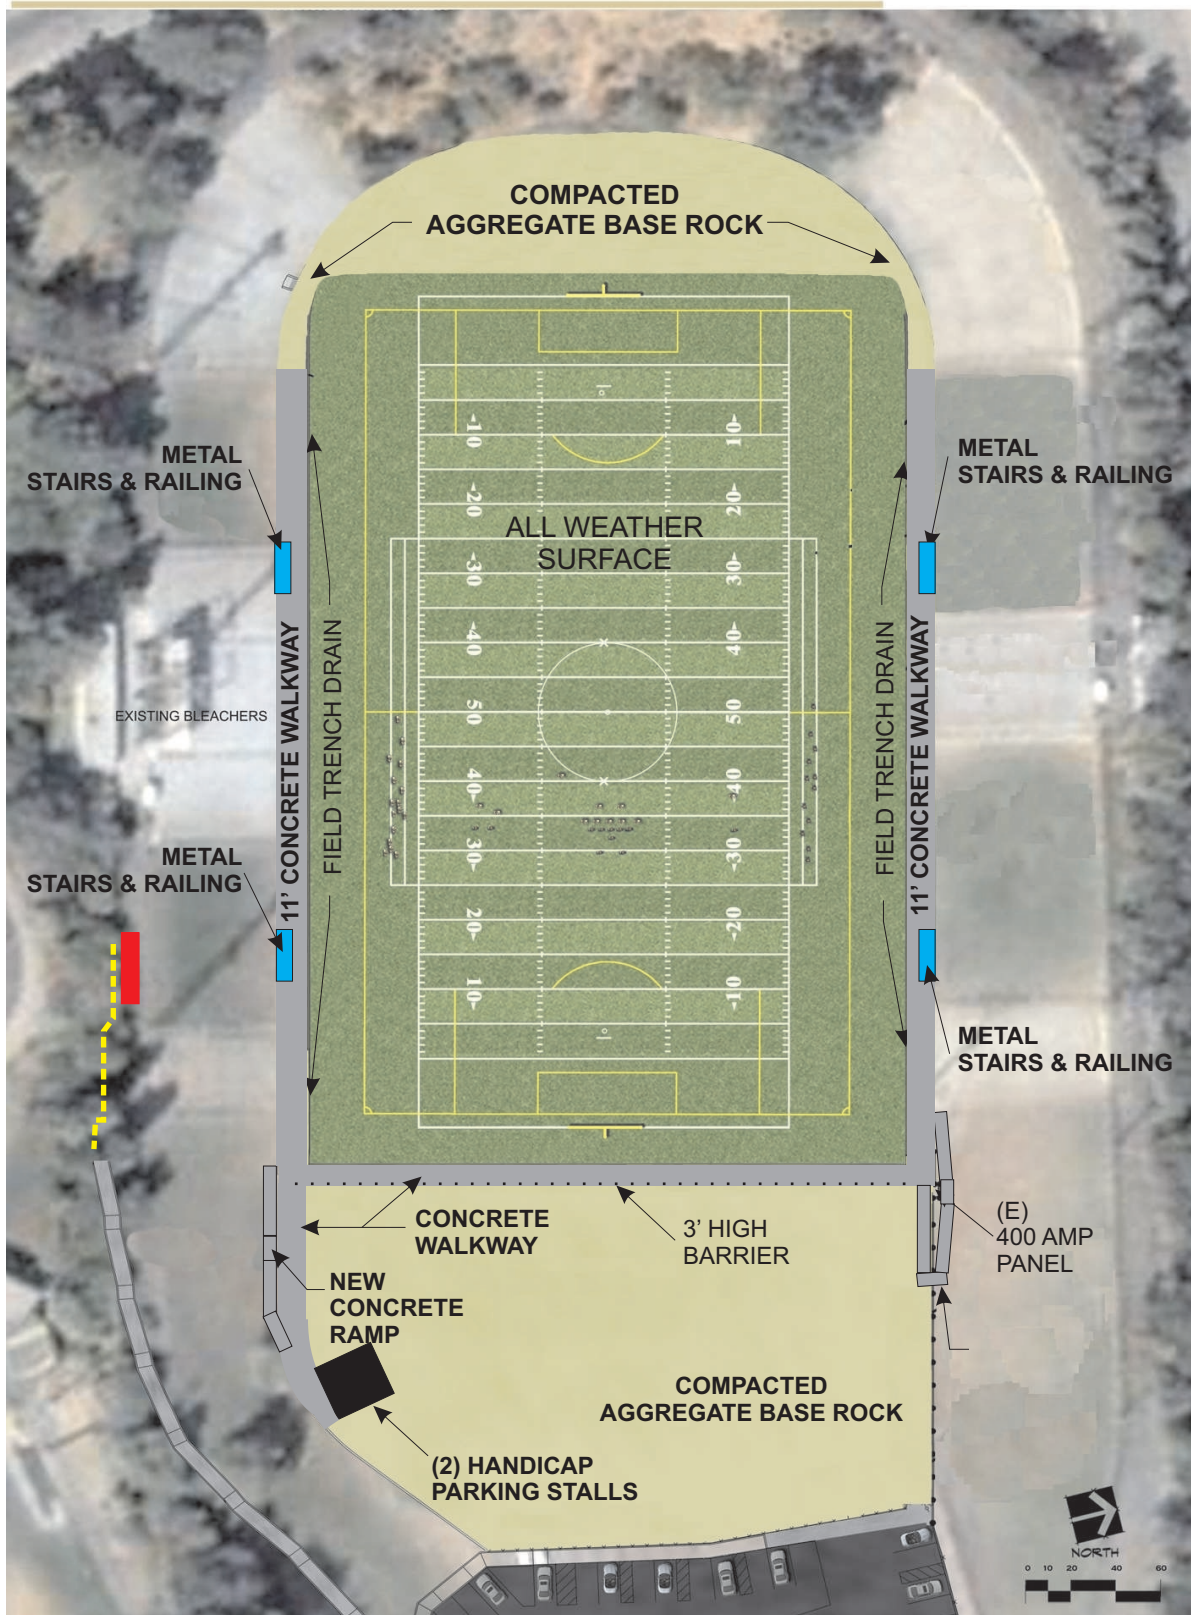 COMPACTED
AGGREGATE BASE ROCK
METAL
STAIRS & RAILING
METAL
STAIRS & RAILING
10 10
20 20
ALL WEATHER
SURFACE
30 30
40 40
EXISTING BLEACHERS
11' CONCRETE WALKWAY
FIELD TRENCH DRAIN
50 50
FIELD TRENCH DRAIN
11' CONCRETE WALKWAY
40 40
METAL
STAIRS & RAILING
30 30
20 20
10 10
METAL
STAIRS & RAILING
CONCRETE
WALKWAY
3' HIGH
BARRIER
(E)
400 AMP
PANEL
NEW
CONCRETE
RAMP
COMPACTED
AGGREGATE BASE ROCK
(2) HANDICAP
PARKING STALLS
NORTH
0 10 20 40 60